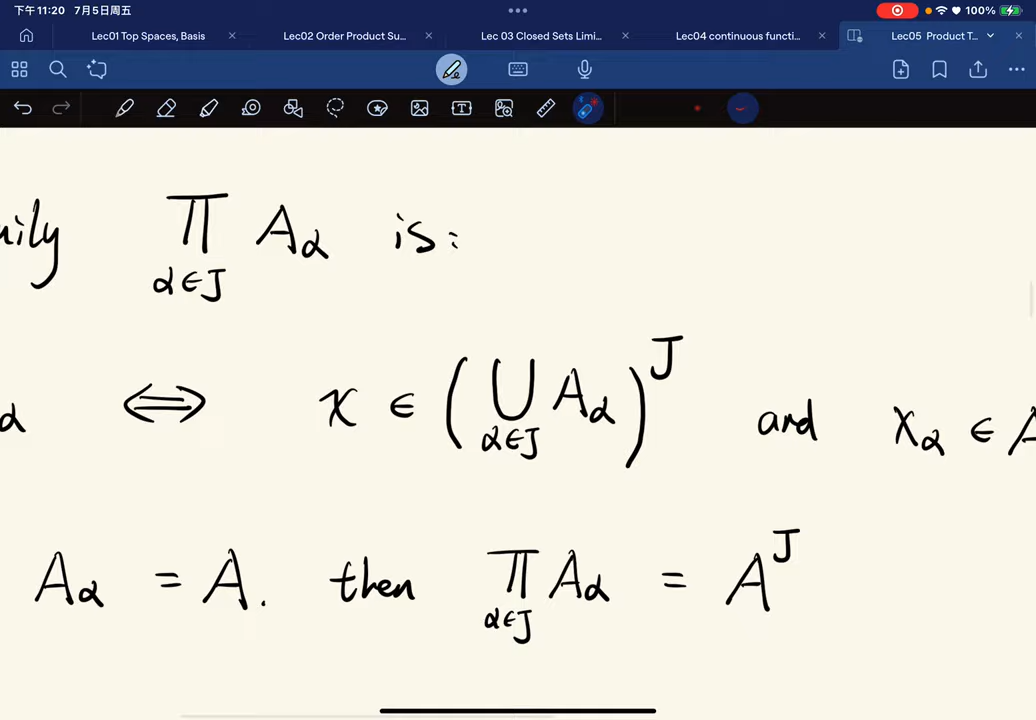 下午11:20 7月5日周五 100%
Lec01 Top Spaces, Basis Lec02 Order Product Su... Lec 03 Closed Sets Limi... Lec04 continuous functi... Lec05 Product T...
∏_{α∈J} A_α is:
⟺ x ∈ (⋃_{α∈J} A_α)^J and x_α ∈ A
A_α = A. then ∏_{α∈J} A_α = A^J